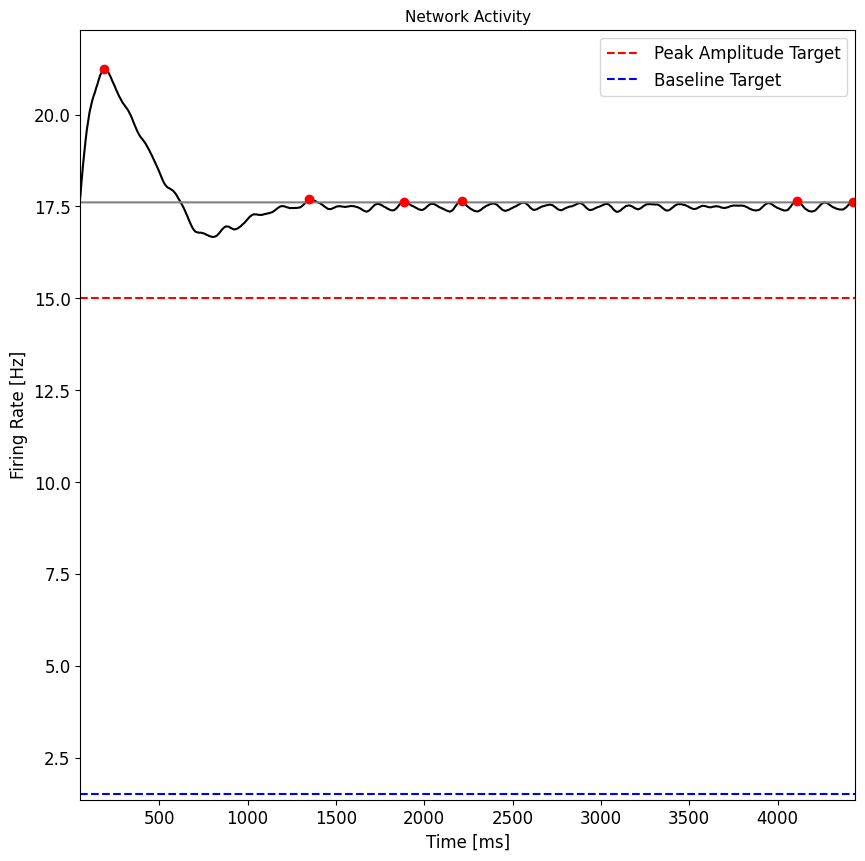 Network Activity
Peak Amplitude Target
Baseline Target
Firing Rate [Hz]
20.0
17.5
15.0
12.5
10.0
7.5
5.0
2.5
500 1000 1500 2000 2500 3000 3500 4000
Time [ms]